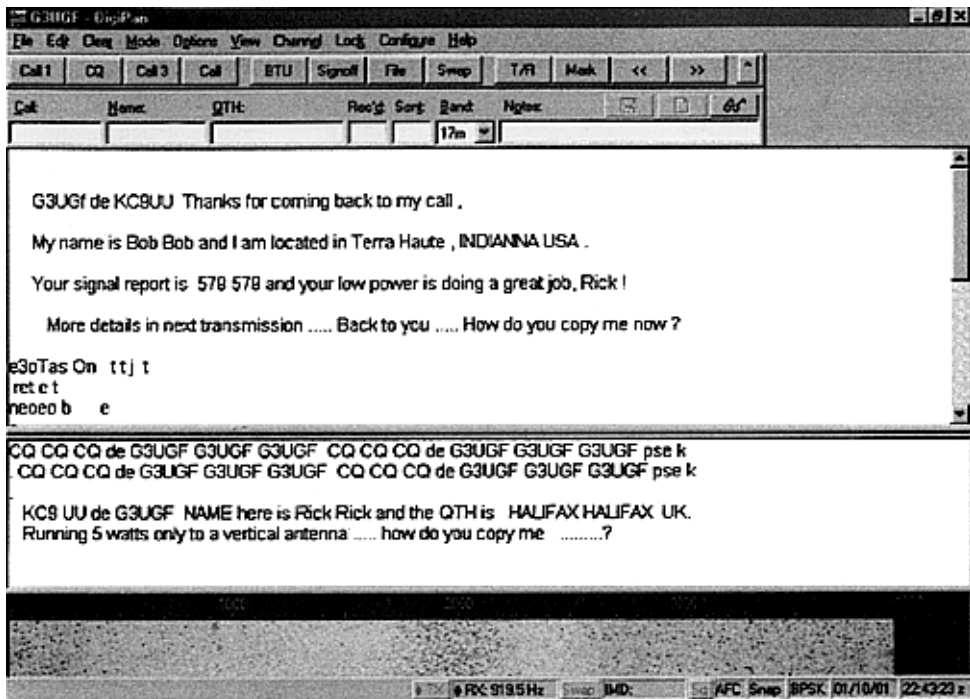 G3UGF - DigiPan
File Edit Clear Mode Options View Channel Lock Configure Help
Call 1 CQ Call 3 Call BTU Signoff File Swap T/R Mark << >>
Call: Name: QTH: Rec'd: Sent: Band: Notes:
17m
G3UGf de KC9UU Thanks for coming back to my call ,
My name is Bob Bob and I am located in Terra Haute , INDIANNA USA .
Your signal report is 579 579 and your low power is doing a great job, Rick !
More details in next transmission ..... Back to you ..... How do you copy me now ?
e3oTas On t t j t
ret e t
neoeo b e
CQ CQ CQ de G3UGF G3UGF G3UGF CQ CQ CQ de G3UGF G3UGF G3UGF pse k
. CQ CQ CQ de G3UGF G3UGF G3UGF CQ CQ CQ de G3UGF G3UGF G3UGF pse k
KC9 UU de G3UGF NAME here is Rick Rick and the QTH is HALIFAX HALIFAX UK.
Running 5 watts only to a vertical antenna ..... how do you copy me .........?
1000 2000 3000
TX RX: 919.5 Hz Swap IMD: Sq AFC Snap BPSK 01/10/01 22:43:23 z